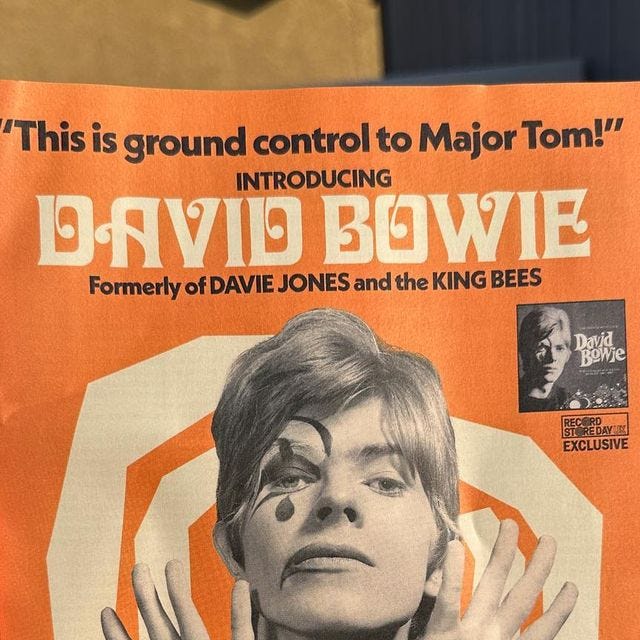 "This is ground control to Major Tom!"
INTRODUCING
DAVID BOWIE
Formerly of DAVIE JONES and the KING BEES
David
Bowie
RECORD
STORE DAY
EXCLUSIVE